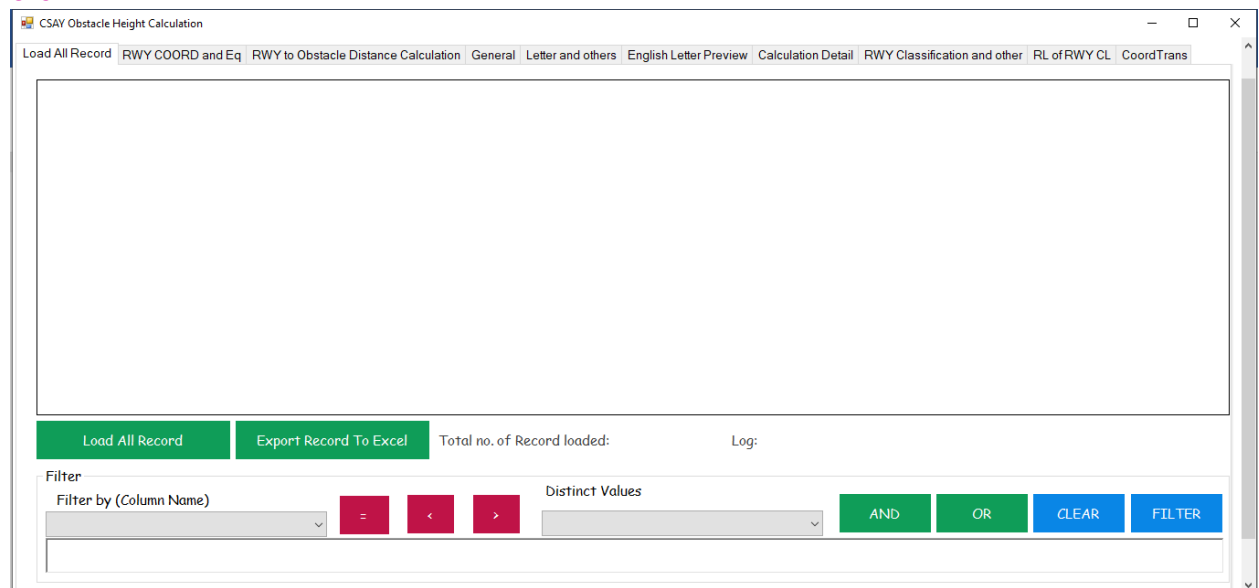 CSAY Obstacle Height Calculation
Load All Record RWY COORD and Eq RWY to Obstacle Distance Calculation General Letter and others English Letter Preview Calculation Detail RWY Classification and other RL of RWY CL CoordTrans
Load All Record Export Record To Excel Total no. of Record loaded: Log:
Filter
Filter by (Column Name) Distinct Values
= < > AND OR CLEAR FILTER